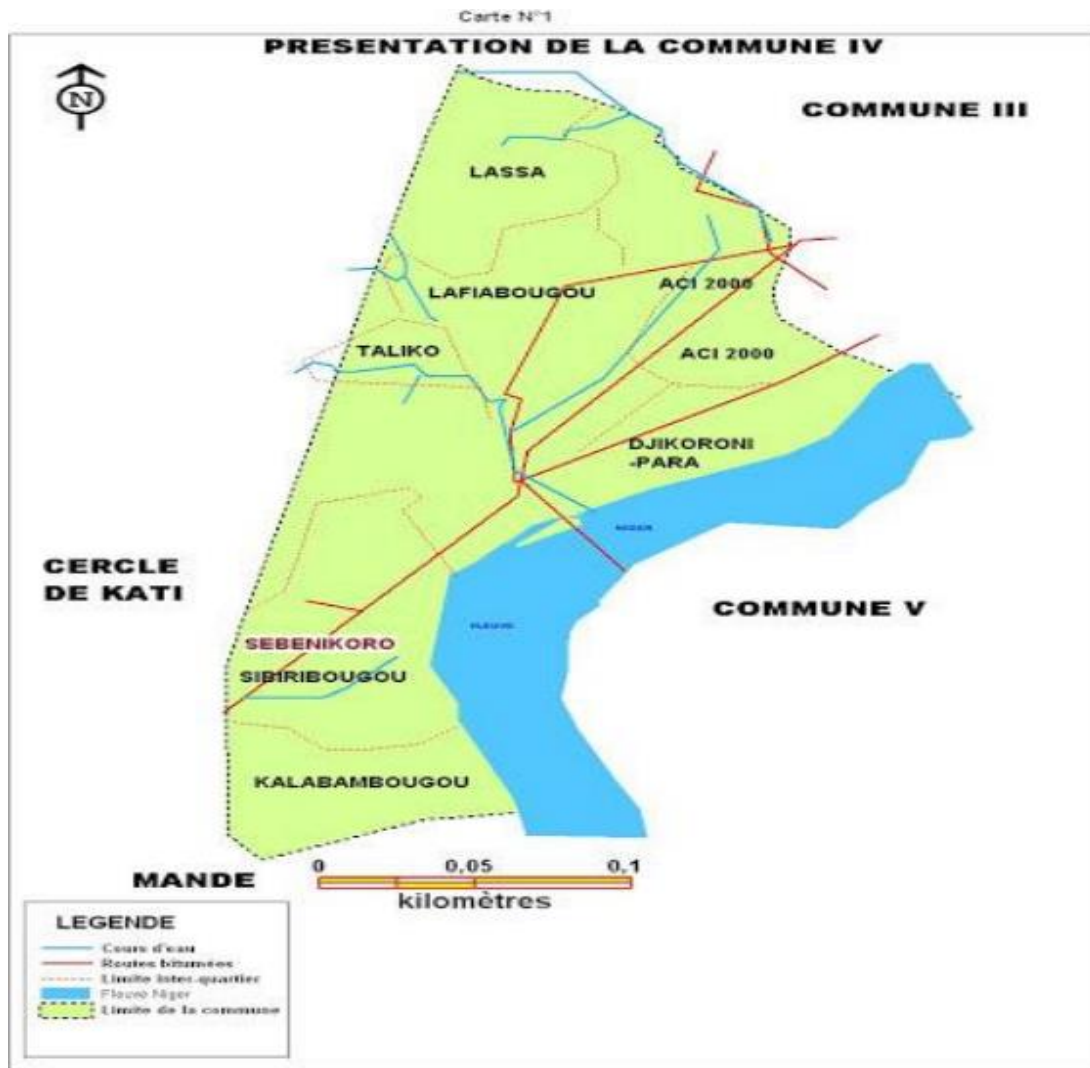 Carte N°1
PRESENTATION DE LA COMMUNE IV
N
COMMUNE III
LASSA
ACI 2000
LAFIABOUGOU
TALIKO
ACI 2000
DJIKORONI
-PARA
NIGER
CERCLE
DE KATI
COMMUNE V
FLEUVE
SEBENIKORO
SIBIRIBOUGOU
KALABAMBOUGOU
MANDE
0 0,05 0,1
kilomètres
LEGENDE
Cours d'eau
Routes bitumées
Limite inter-quartier
Fleuve Niger
Limite de la commune